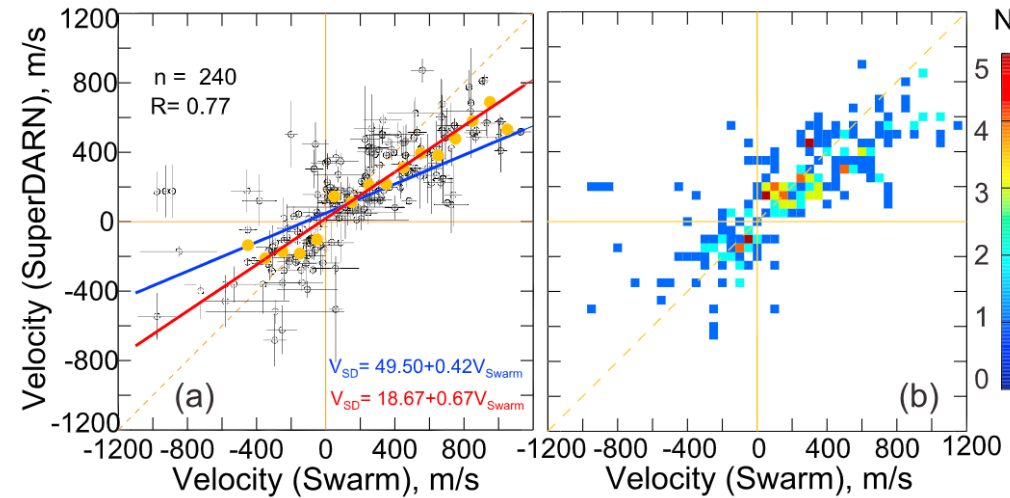 1200
800
400
0
-400
-800
1200
Velocity (SuperDARN), m/s
n = 240
R= 0.77
V_SD= 49.50+0.42V_Swarm
V_SD= 18.67+0.67V_Swarm
(a)
-1200 -800 -400 0 400 800 -1200 -800 -400 0 400 800 1200
Velocity (Swarm), m/s
Velocity (Swarm), m/s
(b)
N
5
4
3
2
1
0